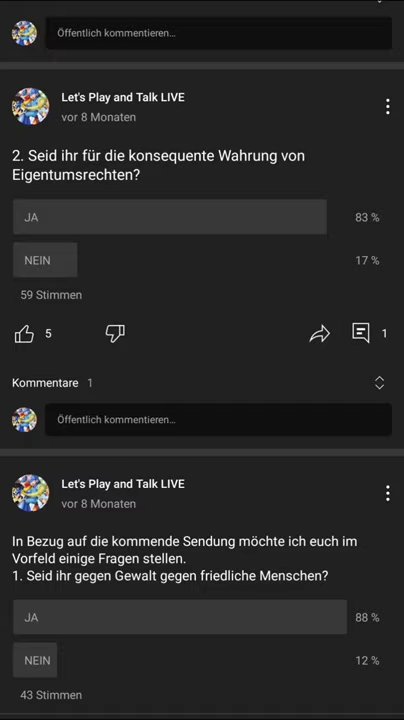 Öffentlich kommentieren...
Let's Play and Talk LIVE
vor 8 Monaten
2. Seid ihr für die konsequente Wahrung von
Eigentumsrechten?
JA 83 %
NEIN 17 %
59 Stimmen
5 1
Kommentare 1
Öffentlich kommentieren...
Let's Play and Talk LIVE
vor 8 Monaten
In Bezug auf die kommende Sendung möchte ich euch im
Vorfeld einige Fragen stellen.
1. Seid ihr gegen Gewalt gegen friedliche Menschen?
JA 88 %
NEIN 12 %
43 Stimmen